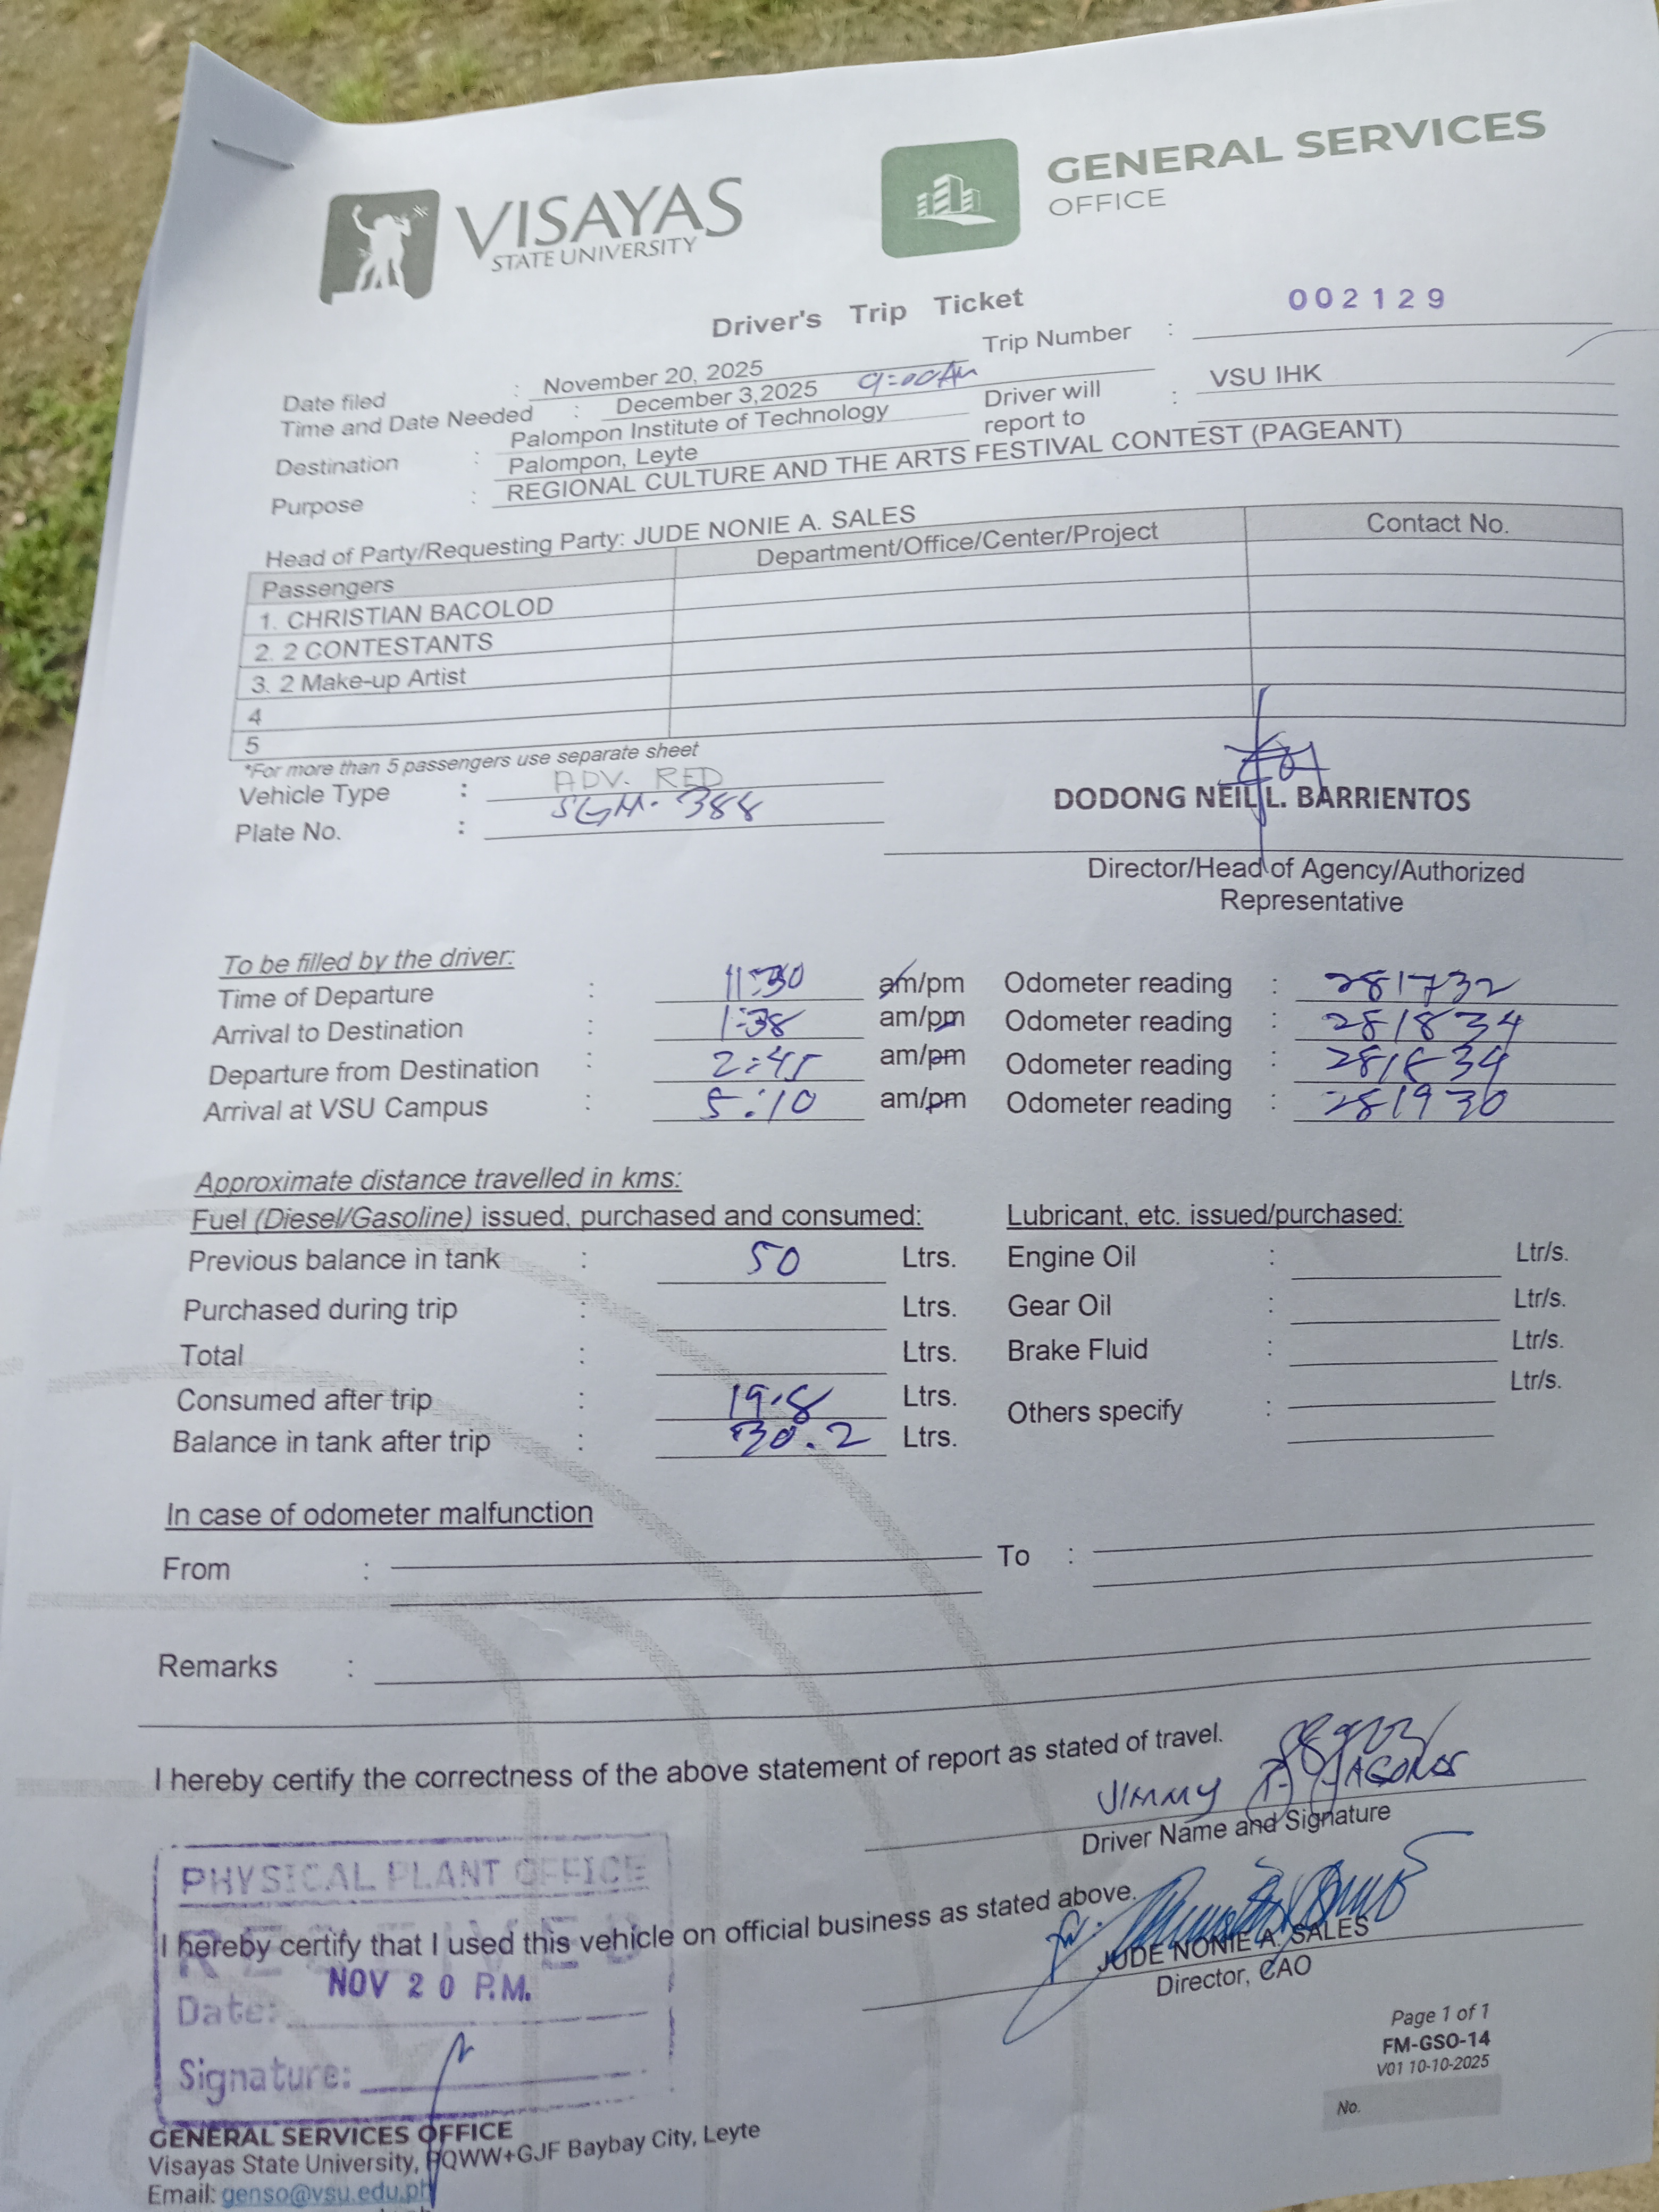 VISAYAS
STATE UNIVERSITY
GENERAL SERVICES
OFFICE
Driver's Trip Ticket
Trip Number : 002129
Date filed : November 20, 2025
Time and Date Needed : December 3,2025 9:00AM
Driver will report to : VSU IHK
Destination : Palompon Institute of Technology
Palompon, Leyte
Purpose : REGIONAL CULTURE AND THE ARTS FESTIVAL CONTEST (PAGEANT)
Head of Party/Requesting Party: JUDE NONIE A. SALES
Passengers Department/Office/Center/Project Contact No.
1. CHRISTIAN BACOLOD
2. 2 CONTESTANTS
3. 2 Make-up Artist
4
5
*For more than 5 passengers use separate sheet
Vehicle Type : ADV. RED
Plate No. : SGM-388
DODONG NEIL L. BARRIENTOS
Director/Head of Agency/Authorized
Representative
To be filled by the driver:
Time of Departure : 11:30 am/pm Odometer reading : 281732
Arrival to Destination : 1:38 am/pm Odometer reading : 281834
Departure from Destination : 2:45 am/pm Odometer reading : 281834
Arrival at VSU Campus : 5:10 am/pm Odometer reading : 281930
Approximate distance travelled in kms:
Fuel (Diesel/Gasoline) issued, purchased and consumed: Lubricant, etc. issued/purchased:
Previous balance in tank : 50 Ltrs. Engine Oil : Ltr/s.
Purchased during trip : Ltrs. Gear Oil : Ltr/s.
Total : Ltrs. Brake Fluid : Ltr/s.
Consumed after trip : 19.8 Ltrs. Others specify : Ltr/s.
Balance in tank after trip : 30.2 Ltrs.
In case of odometer malfunction
From : To :
Remarks :
I hereby certify the correctness of the above statement of report as stated of travel.
JIMMY
Driver Name and Signature
PHYSICAL PLANT OFFICE
RECEIVED
I hereby certify that I used this vehicle on official business as stated above.
JUDE NONIE A. SALES
Director, CAO
NOV 20 P.M.
Date:
Signature:
Page 1 of 1
FM-GSO-14
V01 10-10-2025
No.
GENERAL SERVICES OFFICE
Visayas State University, PQWW+GJF Baybay City, Leyte
Email: genso@vsu.edu.ph